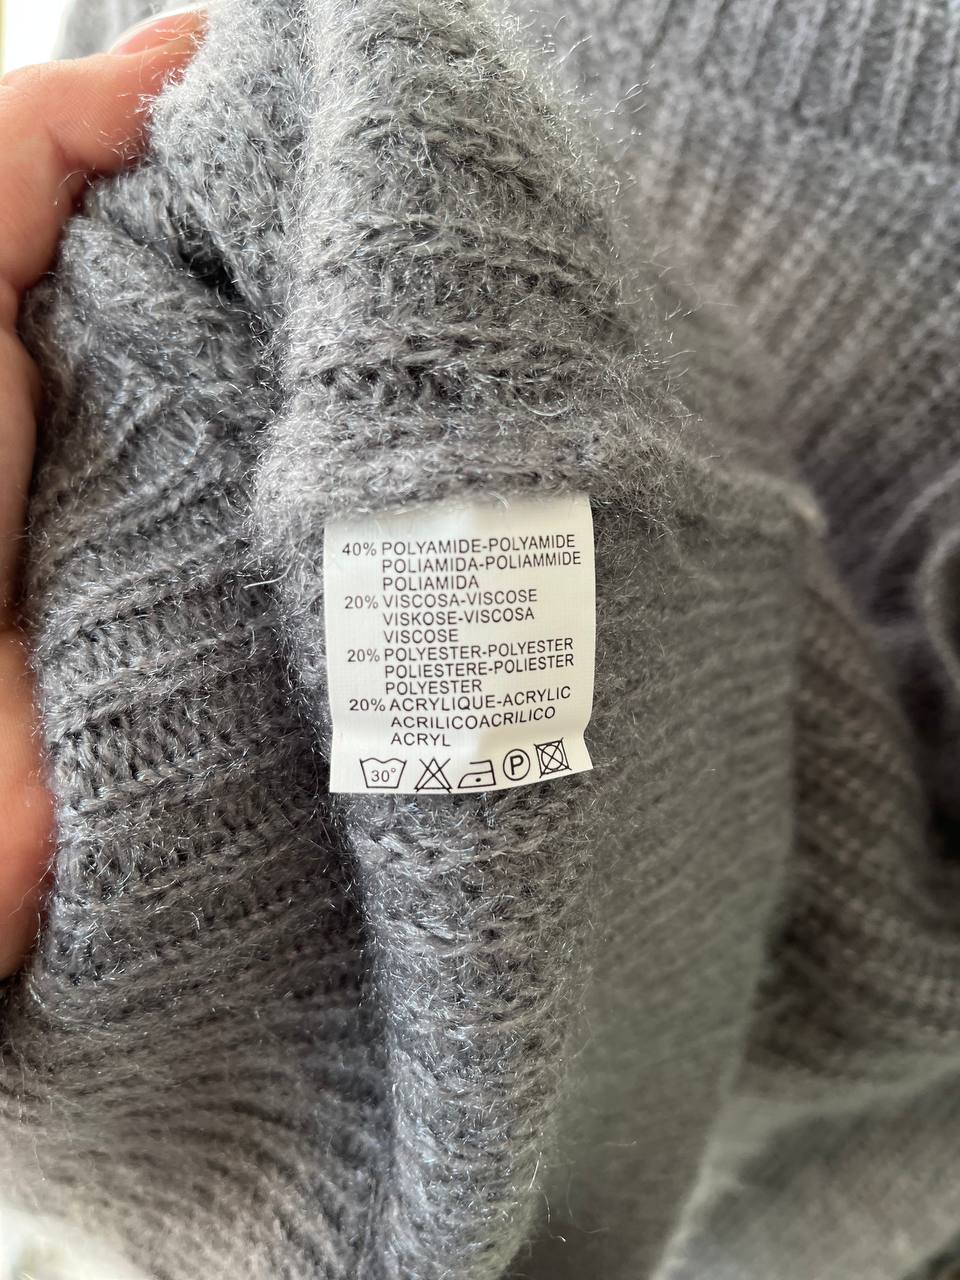 40% POLYAMIDE-POLYAMIDE
POLIAMIDA-POLIAMMIDE
POLIAMIDA
20% VISCOSA-VISCOSE
VISKOSE-VISCOSA
VISCOSE
20% POLYESTER-POLYESTER
POLIESTERE-POLIESTER
POLYESTER
20% ACRYLIQUE-ACRYLIC
ACRILICOACRILICO
ACRYL
30° P